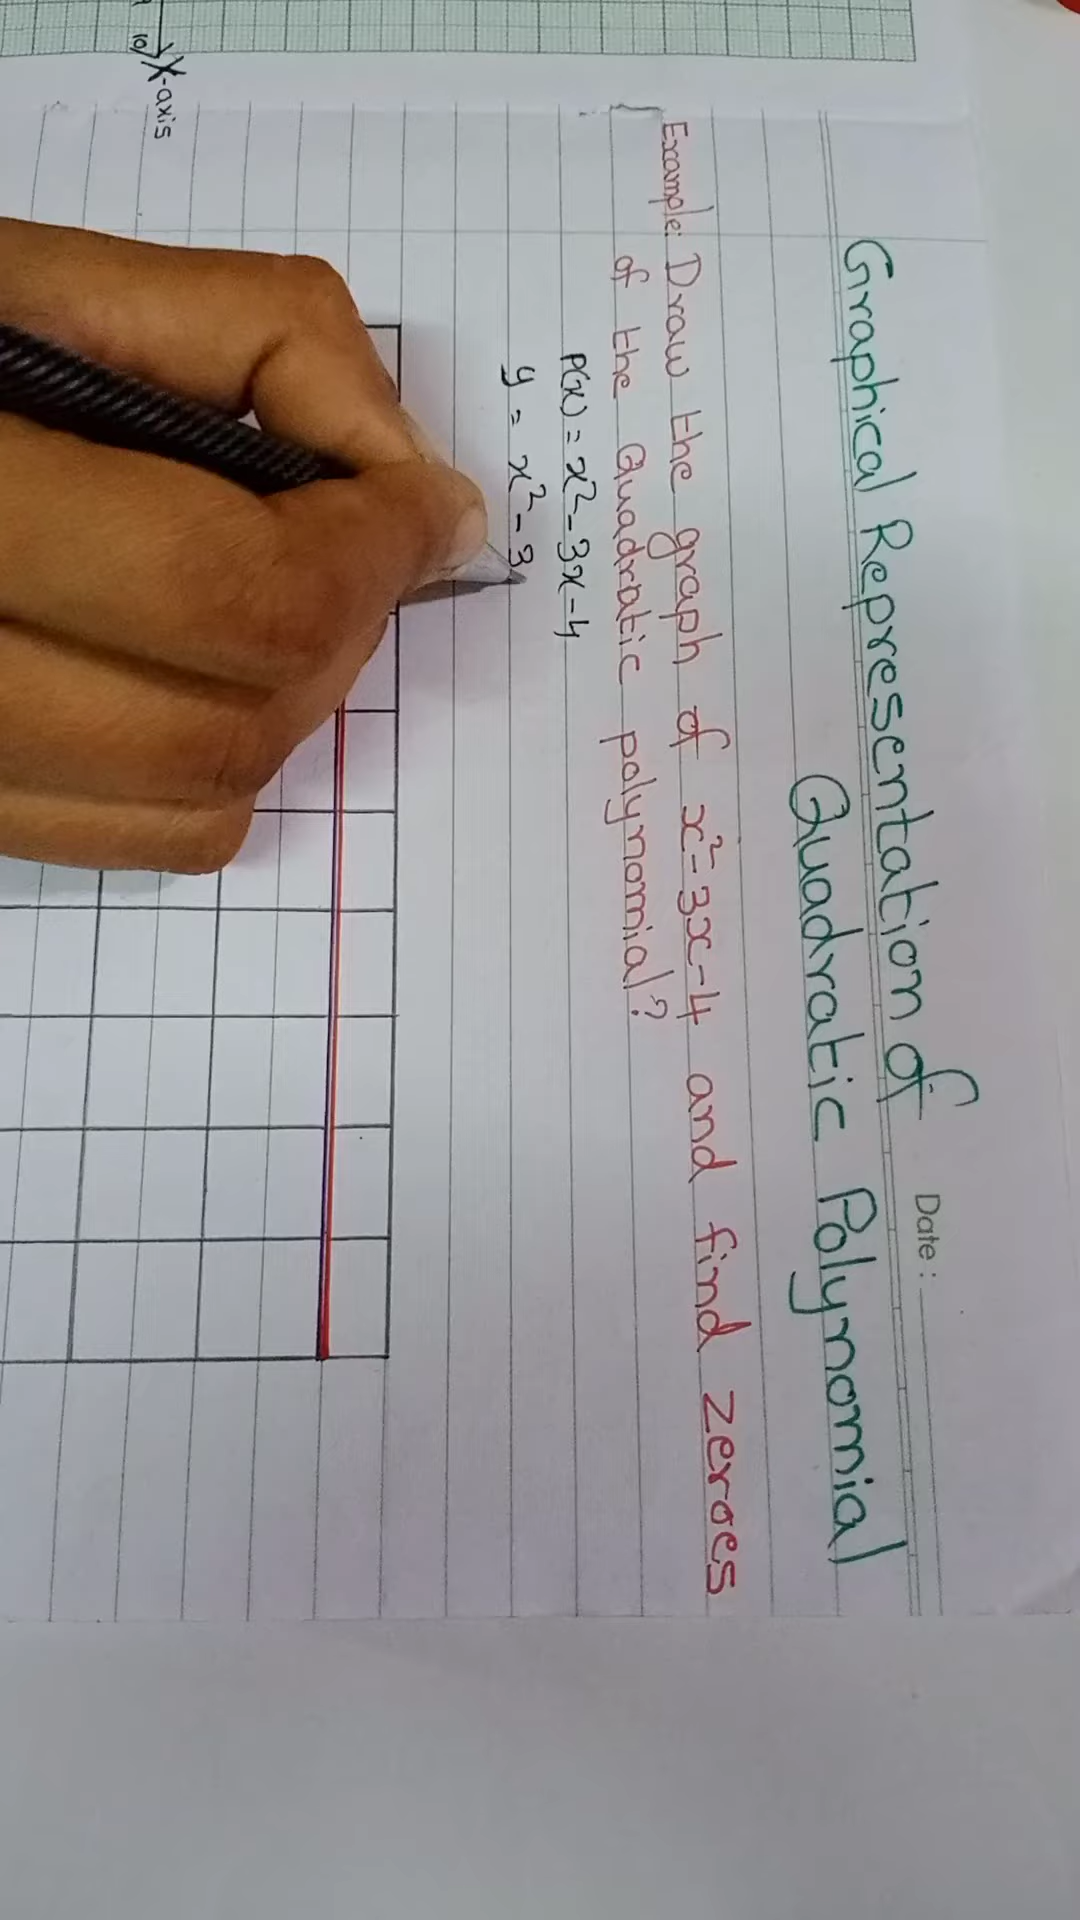 Date:
Graphical Representation of
Quadratic Polynomial
Example: Draw the graph of x²-3x-4 and find zeroes
of the Quadratic polynomial?
P(x) = x²-3x-4
y = x²-3
10
X-axis